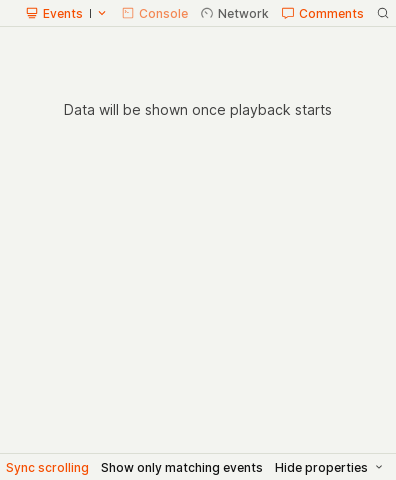 Events Console Network Comments
Data will be shown once playback starts
Sync scrolling Show only matching events Hide properties